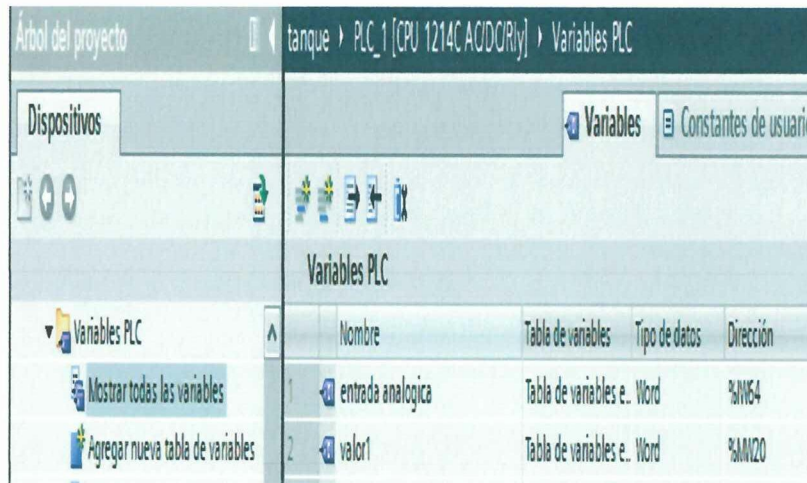 Árbol del proyecto
tanque ▸ PLC_1 [CPU 1214C AC/DC/Rly] ▸ Variables PLC
Dispositivos
Variables
Constantes de usuario
Variables PLC
Variables PLC
Nombre
Tabla de variables
Tipo de datos
Dirección
Mostrar todas las variables
1 entrada analogica Tabla de variables e.. Word %IW64
Agregar nueva tabla de variables
2 valor1 Tabla de variables e.. Word %MW20